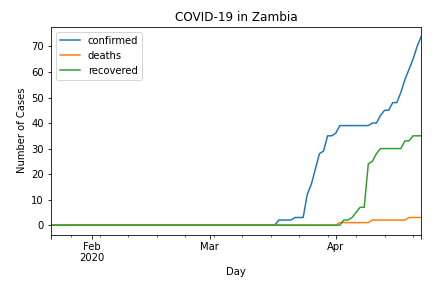 COVID-19 in Zambia
confirmed
deaths
recovered
Number of Cases
70
60
50
40
30
20
10
0
Feb
2020
Mar
Apr
Day